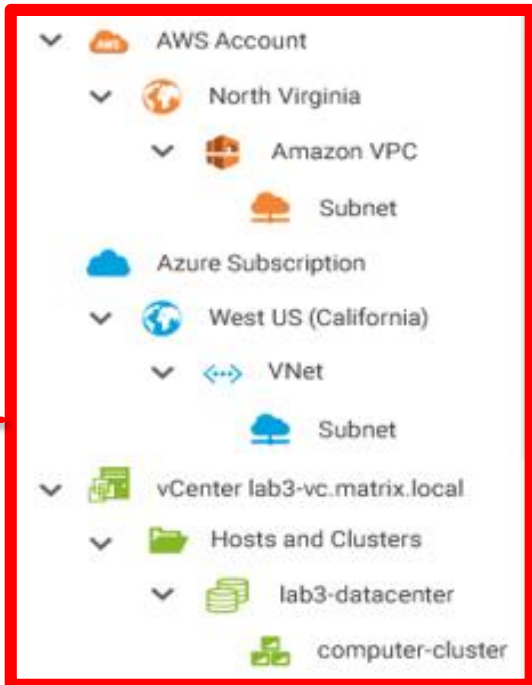 AWS AWS Account
North Virginia
Amazon VPC
Subnet
Azure Subscription
West US (California)
VNet
Subnet
vCenter lab3-vc.matrix.local
Hosts and Clusters
lab3-datacenter
computer-cluster